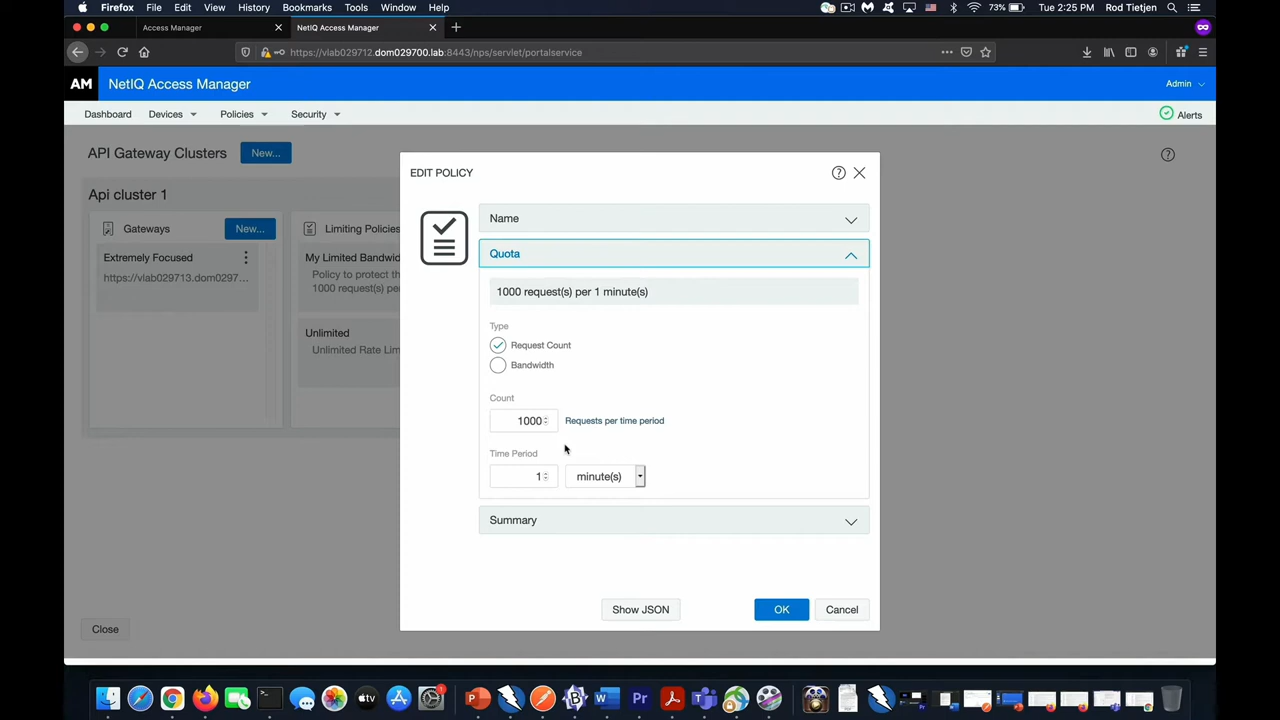 Firefox File Edit View History Bookmarks Tools Window Help 73% Tue 2:25 PM Rod Tietjen
Access Manager NetIQ Access Manager
https://vlab029712.dom029700.lab:8443/nps/servlet/portalservice
AM NetIQ Access Manager Admin
Dashboard Devices Policies Security Alerts
API Gateway Clusters New...
Api cluster 1
Gateways New...
Extremely Focused
https://vlab029713.dom0297...
Limiting Policies
My Limited Bandwid
Policy to protect th
1000 request(s) pe
Unlimited
Unlimited Rate Lim
EDIT POLICY
Name
Quota
1000 request(s) per 1 minute(s)
Type
Request Count
Bandwidth
Count
1000 Requests per time period
Time Period
1 minute(s)
Summary
Show JSON OK Cancel
Close